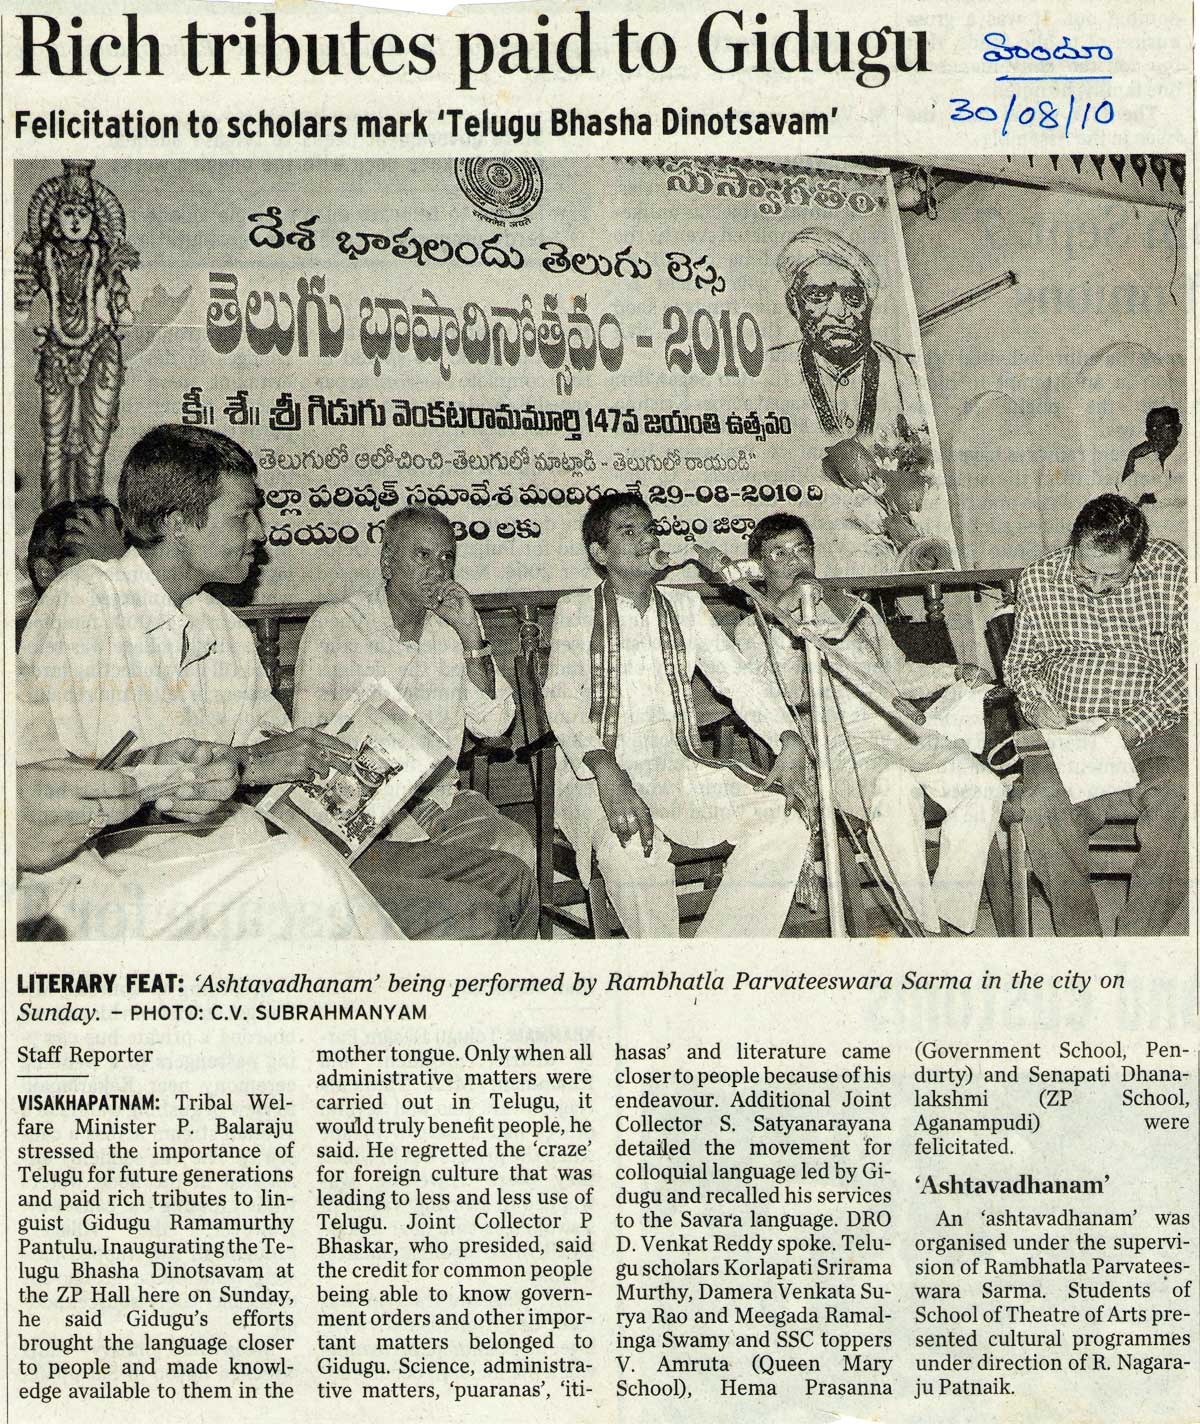 Rich tributes paid to Gidugu
హిందూ
30/08/10
Felicitation to scholars mark ‘Telugu Bhasha Dinotsavam’
సుస్వాగతం
సత్యమేవ జయతే
దేశ భాషలందు తెలుగు లెస్స
తెలుగు భాషాదినోత్సవం - 2010
కీ॥ శే॥ శ్రీ గిడుగు వెంకటరామమూర్తి 147వ జయంతి ఉత్సవం
తెలుగులో ఆలోచించి-తెలుగులో మాట్లాడి - తెలుగులో రాయండి"
ల్లా పరిషత్ సమావేశ మందిరం 29-08-2010 ది
దయం గ 30 లకు పట్నం జిల్లా
LITERARY FEAT: ‘Ashtavadhanam’ being performed by Rambhatla Parvateeswara Sarma in the city on
Sunday. – PHOTO: C.V. SUBRAHMANYAM
Staff Reporter
VISAKHAPATNAM: Tribal Wel-
fare Minister P. Balaraju
stressed the importance of
Telugu for future generations
and paid rich tributes to lin-
guist Gidugu Ramamurthy
Pantulu. Inaugurating the Te-
lugu Bhasha Dinotsavam at
the ZP Hall here on Sunday,
he said Gidugu’s efforts
brought the language closer
to people and made knowl-
edge available to them in the
mother tongue. Only when all
administrative matters were
carried out in Telugu, it
would truly benefit people, he
said. He regretted the ‘craze’
for foreign culture that was
leading to less and less use of
Telugu. Joint Collector P
Bhaskar, who presided, said
the credit for common people
being able to know govern-
ment orders and other impor-
tant matters belonged to
Gidugu. Science, administra-
tive matters, ‘puaranas’, ‘iti-
hasas’ and literature came
closer to people because of his
endeavour. Additional Joint
Collector S. Satyanarayana
detailed the movement for
colloquial language led by Gi-
dugu and recalled his services
to the Savara language. DRO
D. Venkat Reddy spoke. Telu-
gu scholars Korlapati Srirama
Murthy, Damera Venkata Su-
rya Rao and Meegada Ramal-
inga Swamy and SSC toppers
V. Amruta (Queen Mary
School), Hema Prasanna
(Government School, Pen-
durty) and Senapati Dhana-
lakshmi (ZP School,
Aganampudi) were
felicitated.
‘Ashtavadhanam’
An ‘ashtavadhanam’ was
organised under the supervi-
sion of Rambhatla Parvatees-
wara Sarma. Students of
School of Theatre of Arts pre-
sented cultural programmes
under direction of R. Nagara-
ju Patnaik.